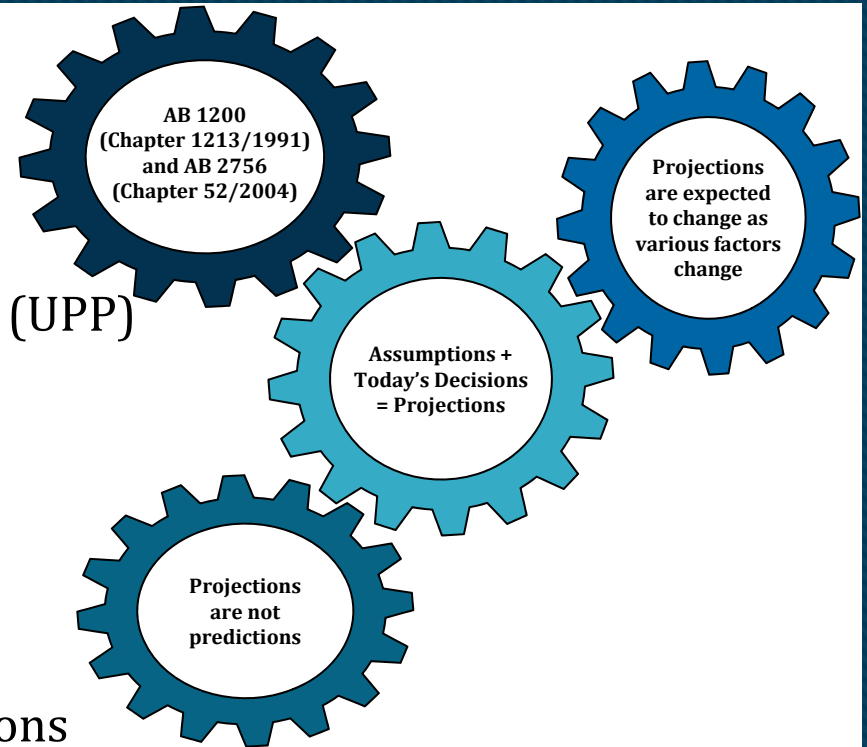 AB 1200
(Chapter 1213/1991)
and AB 2756
(Chapter 52/2004)
Projections
are expected
to change as
various factors
change
(UPP)
Assumptions +
Today’s Decisions
= Projections
Projections
are not
predictions
ons